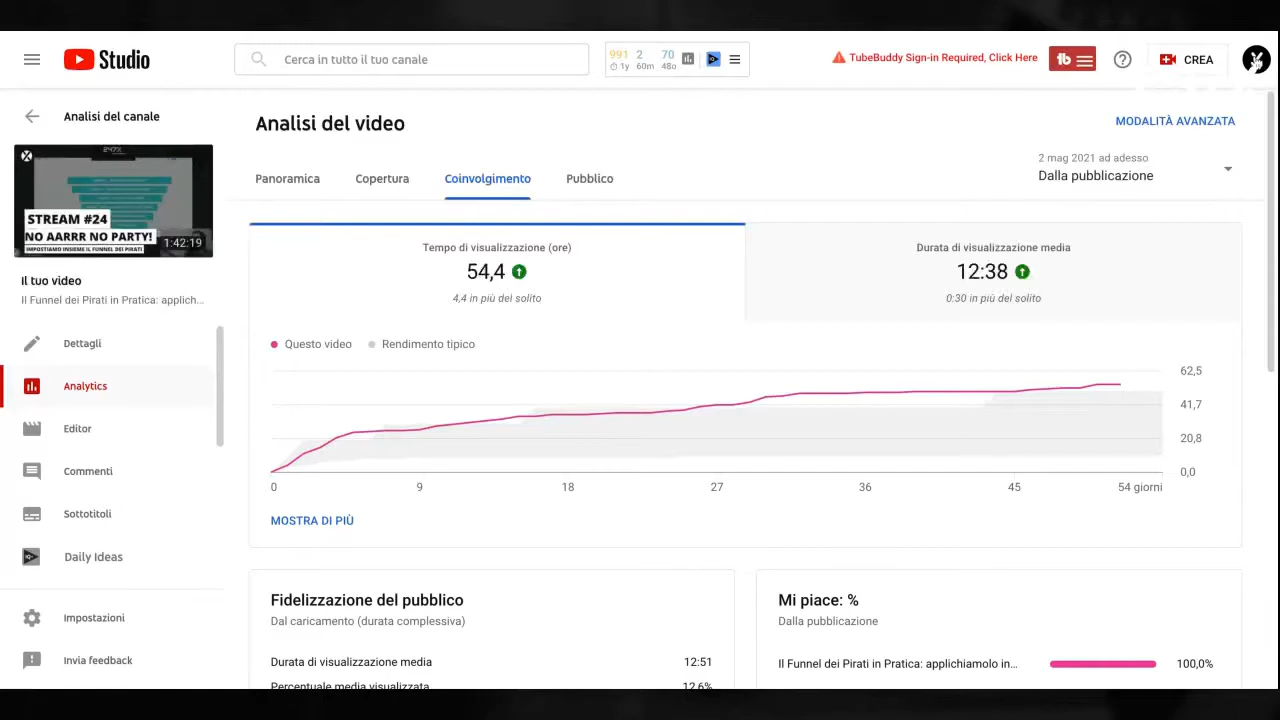 Studio
Cerca in tutto il tuo canale
991 2 70
1y 60m 48o
TubeBuddy Sign-in Required, Click Here
tb
CREA
Analisi del canale
Analisi del video
MODALITÀ AVANZATA
247X
STREAM #24
NO AARRR NO PARTY!
IMPOSTIAMO INSIEME IL FUNNEL DEI PIRATI
1:42:19
Panoramica
Copertura
Coinvolgimento
Pubblico
2 mag 2021 ad adesso
Dalla pubblicazione
Il tuo video
Il Funnel dei Pirati in Pratica: applich...
Dettagli
Analytics
Editor
Commenti
Sottotitoli
Daily Ideas
Impostazioni
Invia feedback
Tempo di visualizzazione (ore)
54,4
4,4 in più del solito
Durata di visualizzazione media
12:38
0:30 in più del solito
Questo video
Rendimento tipico
62,5
41,7
20,8
0,0
0 9 18 27 36 45 54 giorni
MOSTRA DI PIÙ
Fidelizzazione del pubblico
Dal caricamento (durata complessiva)
Durata di visualizzazione media 12:51
Percentuale media visualizzata 12,6%
Mi piace: %
Dalla pubblicazione
Il Funnel dei Pirati in Pratica: applichiamolo in... 100,0%